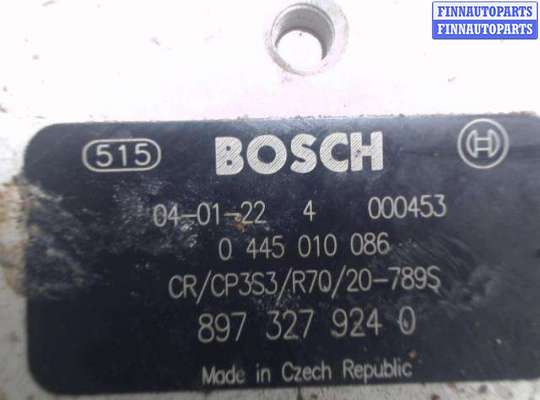 FINNAUTOPARTS
FINNAUTOPARTS
515 BOSCH
04-01-22 4 000453
0 445 010 086
CR/CP3S3/R70/20-789S
897 327 924 0
Made in Czech Republic